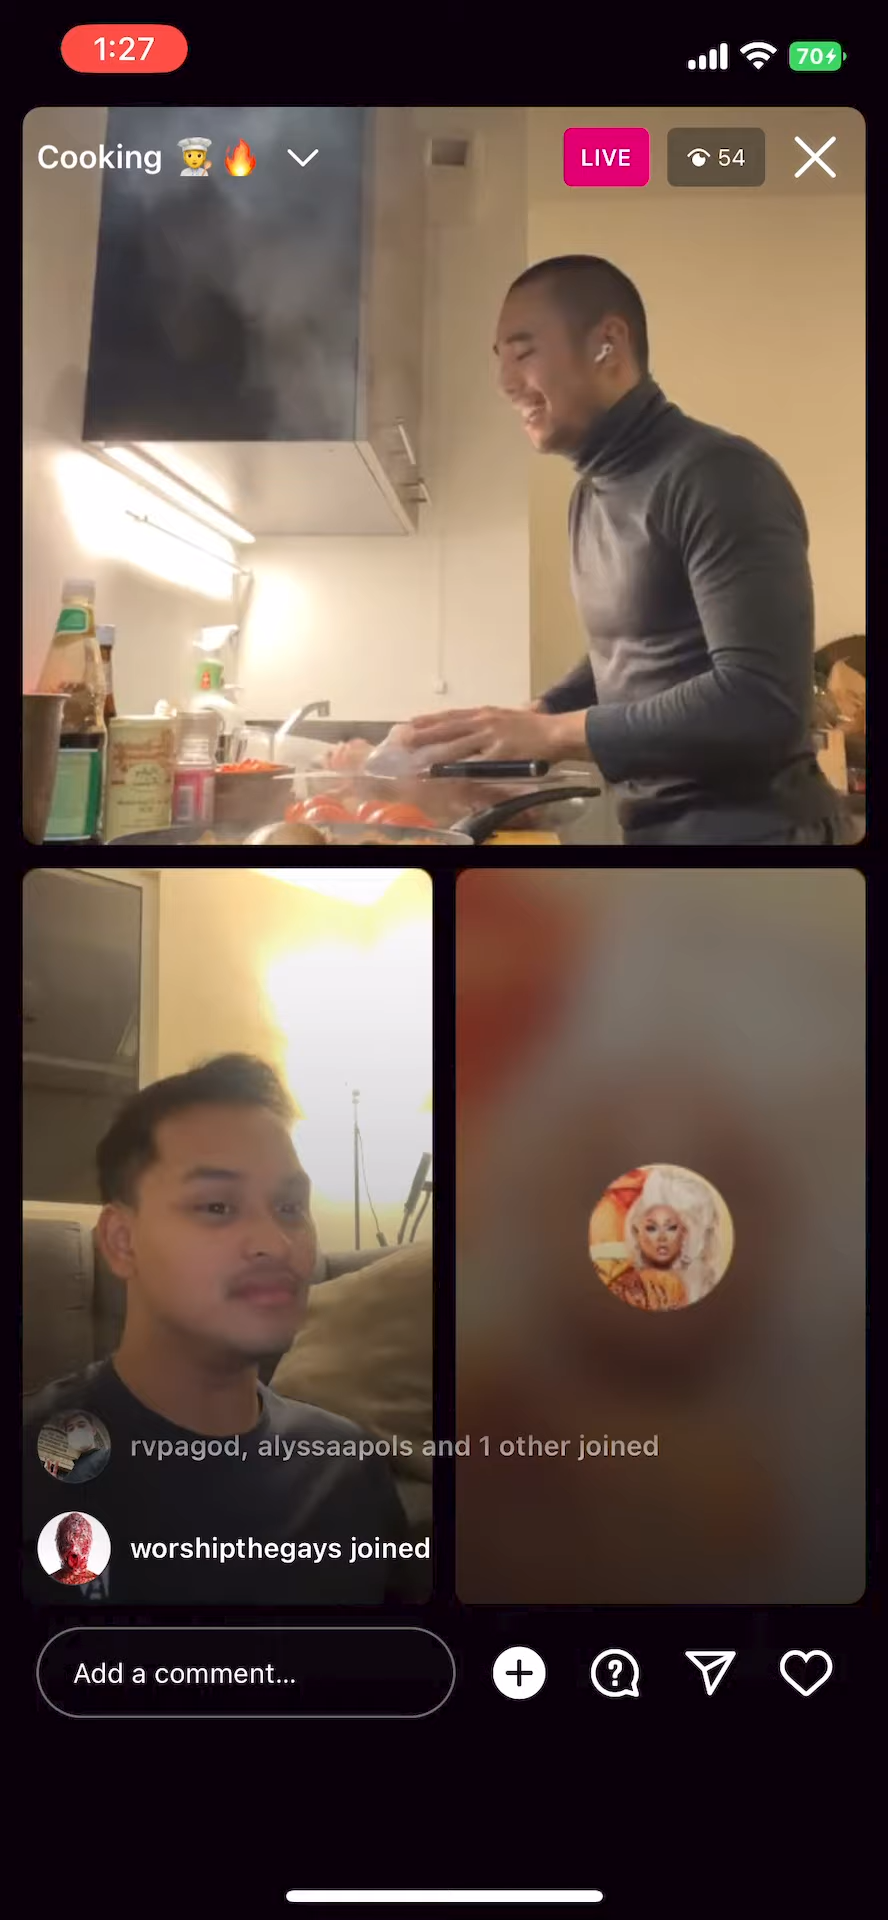 1:27
70
Cooking 🧑‍🍳🔥
LIVE
54
rvpagod, alyssaapols and 1 other joined
worshipthegays joined
Add a comment...